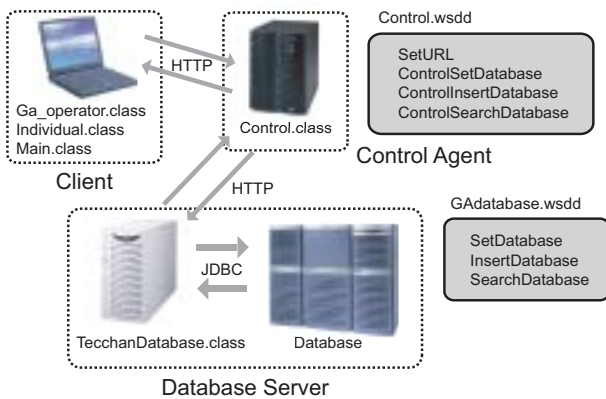 Control.wsdd
SetURL
ControlSetDatabase
ControlInsertDatabase
ControlSearchDatabase
HTTP
Ga_operator.class
Individual.class
Main.class
Control.class
Client
Control Agent
HTTP
GAdatabase.wsdd
SetDatabase
InsertDatabase
SearchDatabase
JDBC
TecchanDatabase.class
Database
Database Server